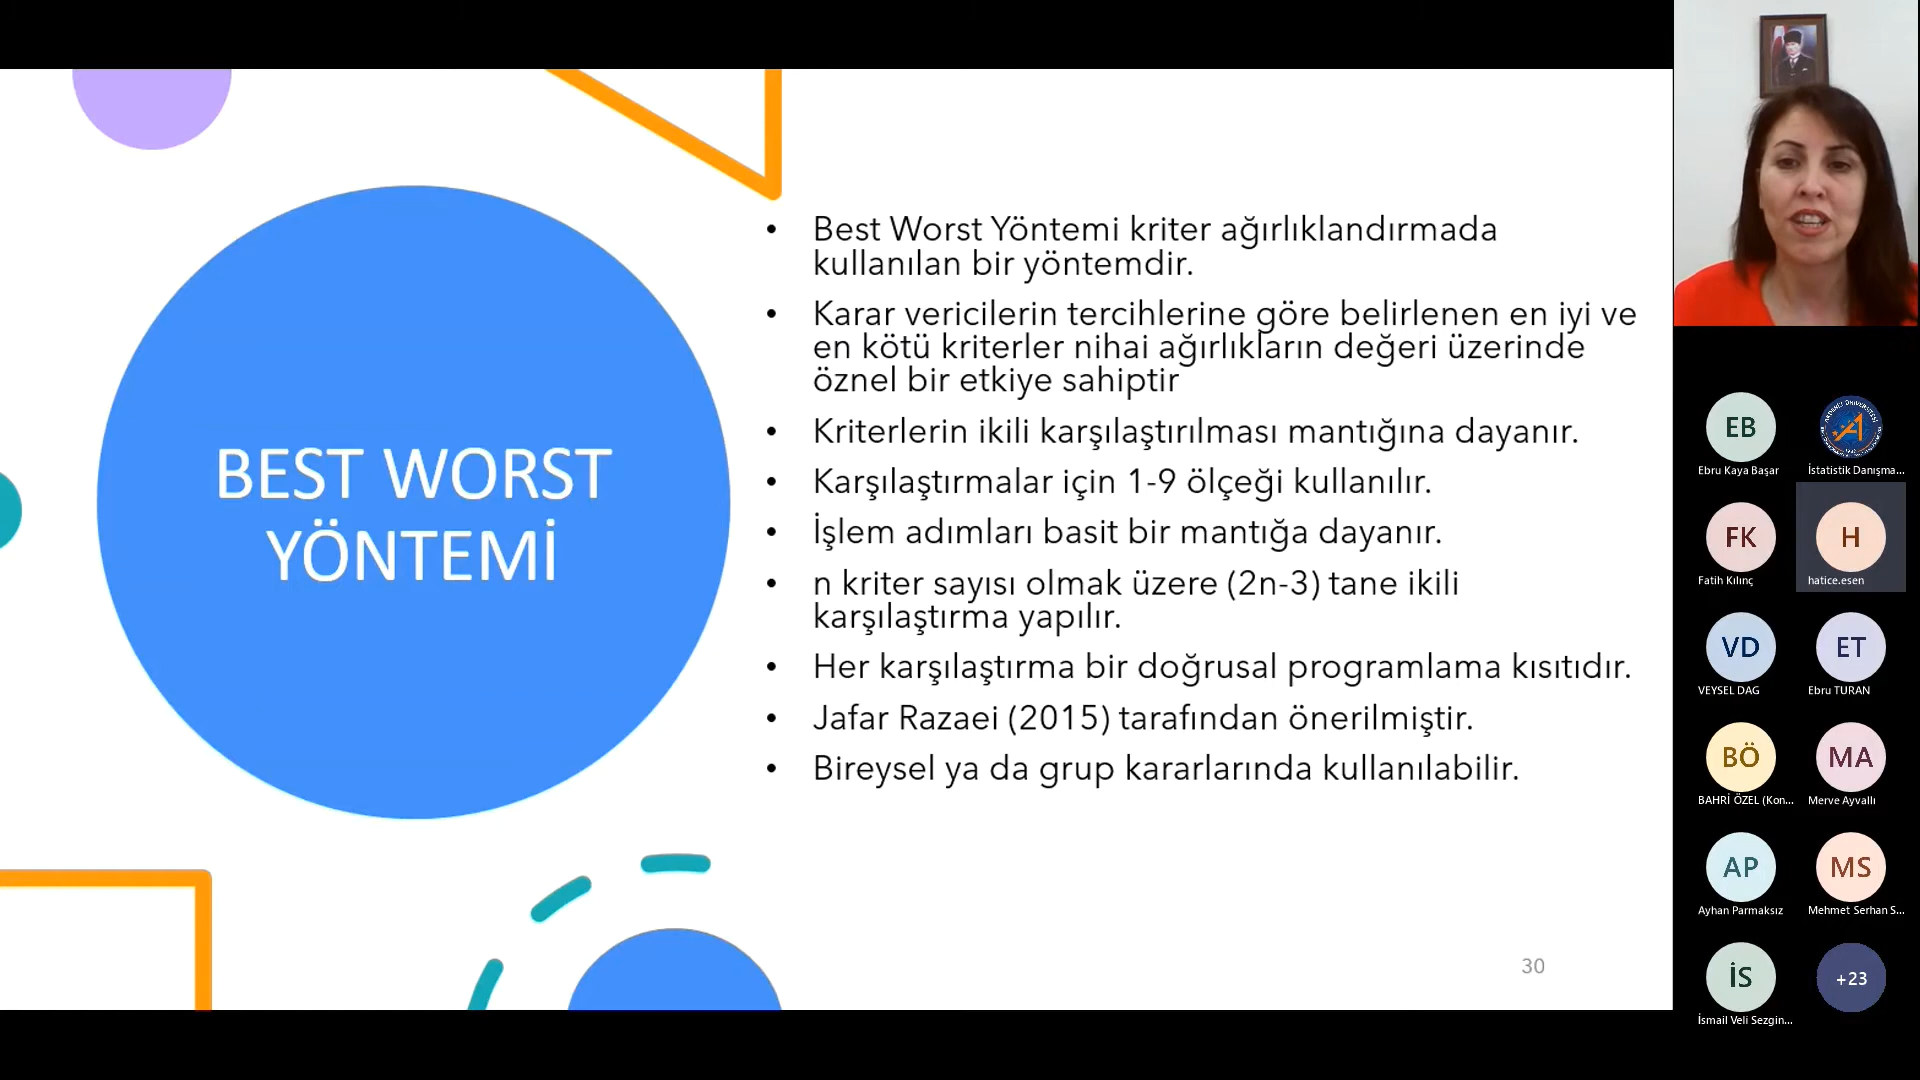 BEST WORST
YÖNTEMİ
• Best Worst Yöntemi kriter ağırlıklandırmada
kullanılan bir yöntemdir.
• Karar vericilerin tercihlerine göre belirlenen en iyi ve
en kötü kriterler nihai ağırlıkların değeri üzerinde
öznel bir etkiye sahiptir
• Kriterlerin ikili karşılaştırılması mantığına dayanır.
• Karşılaştırmalar için 1-9 ölçeği kullanılır.
• İşlem adımları basit bir mantığa dayanır.
• n kriter sayısı olmak üzere (2n-3) tane ikili
karşılaştırma yapılır.
• Her karşılaştırma bir doğrusal programlama kısıtıdır.
• Jafar Razaei (2015) tarafından önerilmiştir.
• Bireysel ya da grup kararlarında kullanılabilir.
30
EB
Ebru Kaya Başar
İstatistik Danışma...
FK
Fatih Kılınç
H
hatice.esen
VD
VEYSEL DAG
ET
Ebru TURAN
BÖ
BAHRİ ÖZEL (Kon...
MA
Merve Ayvallı
AP
Ayhan Parmaksız
MS
Mehmet Serhan S...
İS
İsmail Veli Sezgin...
+23